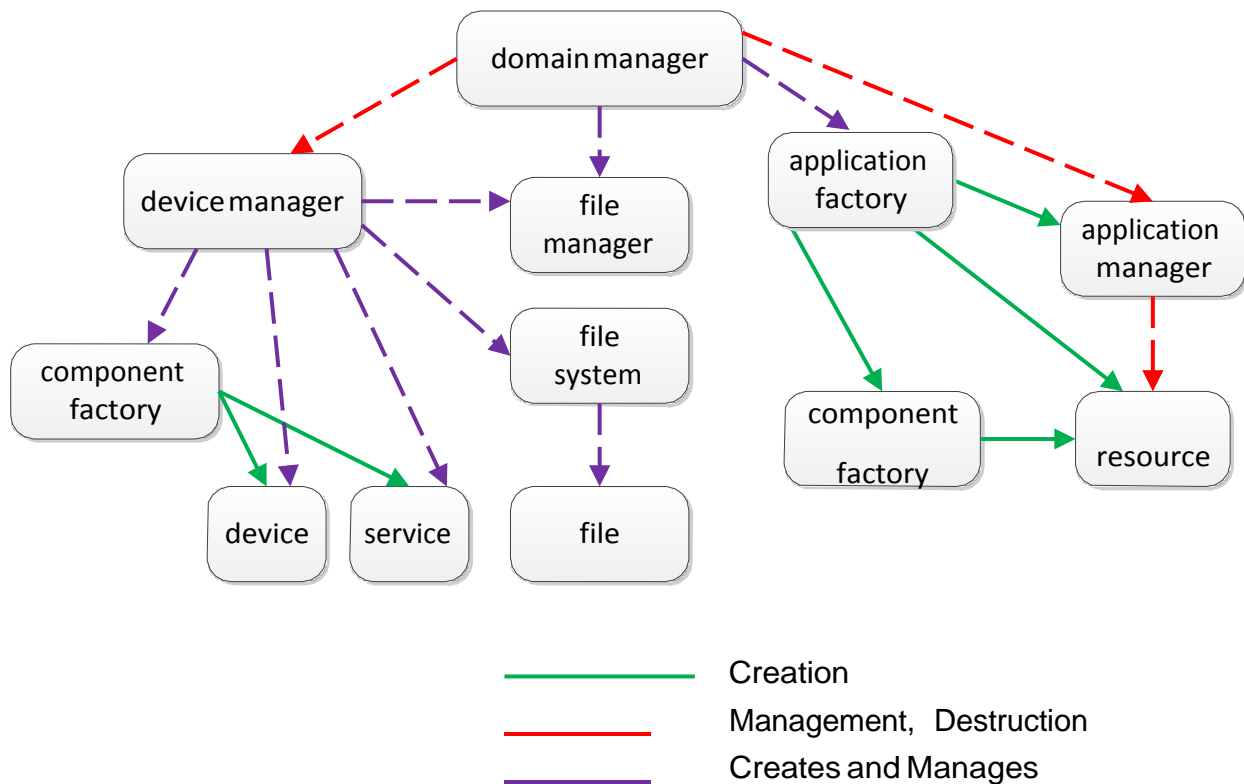 domain manager
application
factory
device manager
file
manager
application
manager
file
system
component
factory
component
factory
resource
device
service
file
Creation
Management, Destruction
Creates and Manages